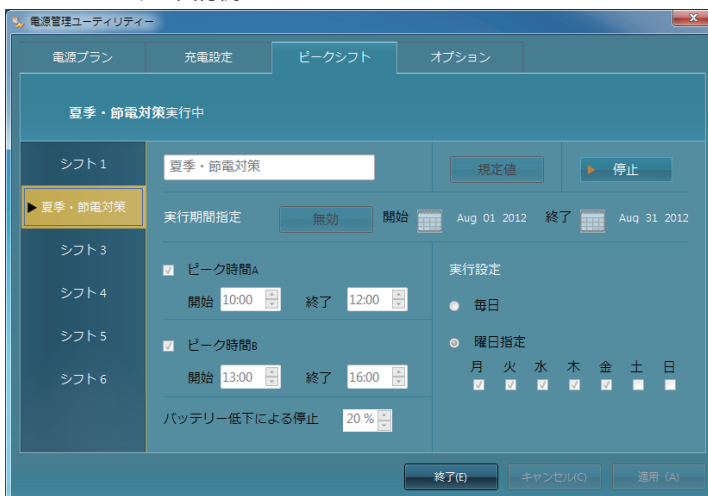 電源管理ユーティリティー
電源プラン 充電設定 ピークシフト オプション
夏季・節電対策実行中
シフト1
夏季・節電対策
シフト3
シフト4
シフト5
シフト6
夏季・節電対策 規定値 停止
実行期間指定 無効 開始 Aug 01 2012 終了 Aug 31 2012
ピーク時間A
開始 10:00 終了 12:00
ピーク時間B
開始 13:00 終了 16:00
バッテリー低下による停止 20 %
実行設定
毎日
曜日指定
月 火 水 木 金 土 日
終了(E) キャンセル(C) 適用 (A)